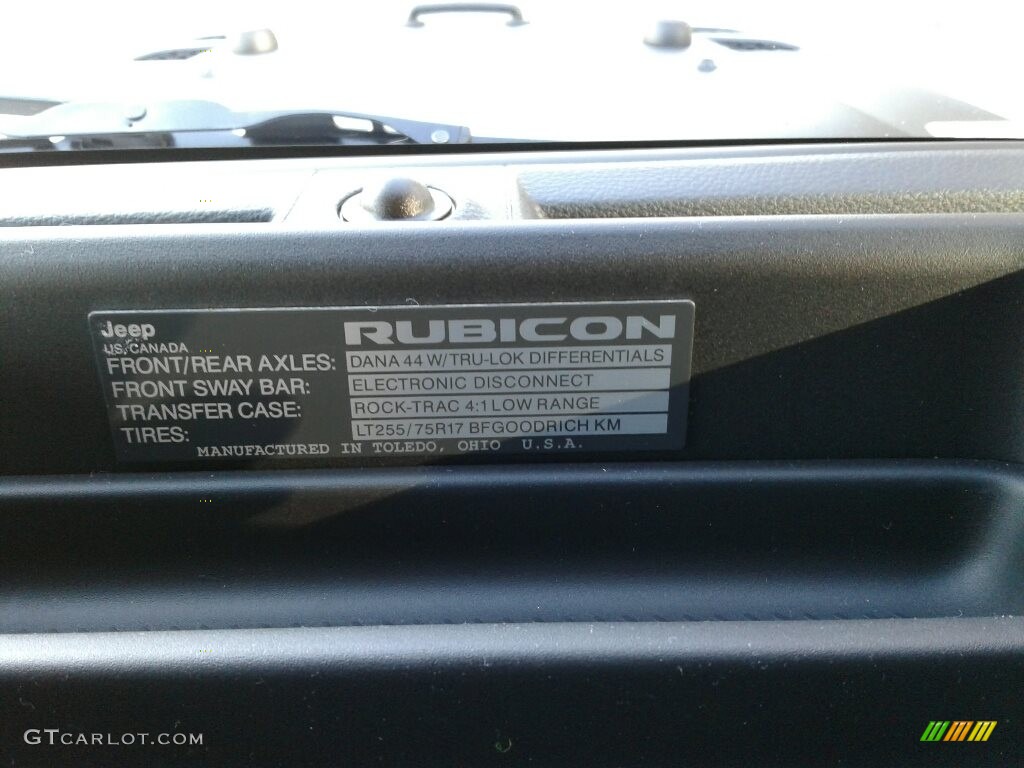 Jeep RUBICON
US, CANADA
FRONT/REAR AXLES: DANA 44 W/TRU-LOK DIFFERENTIALS
FRONT SWAY BAR: ELECTRONIC DISCONNECT
TRANSFER CASE: ROCK-TRAC 4:1 LOW RANGE
TIRES: LT255/75R17 BFGOODRICH KM
MANUFACTURED IN TOLEDO, OHIO U.S.A.
GTCARLOT.COM